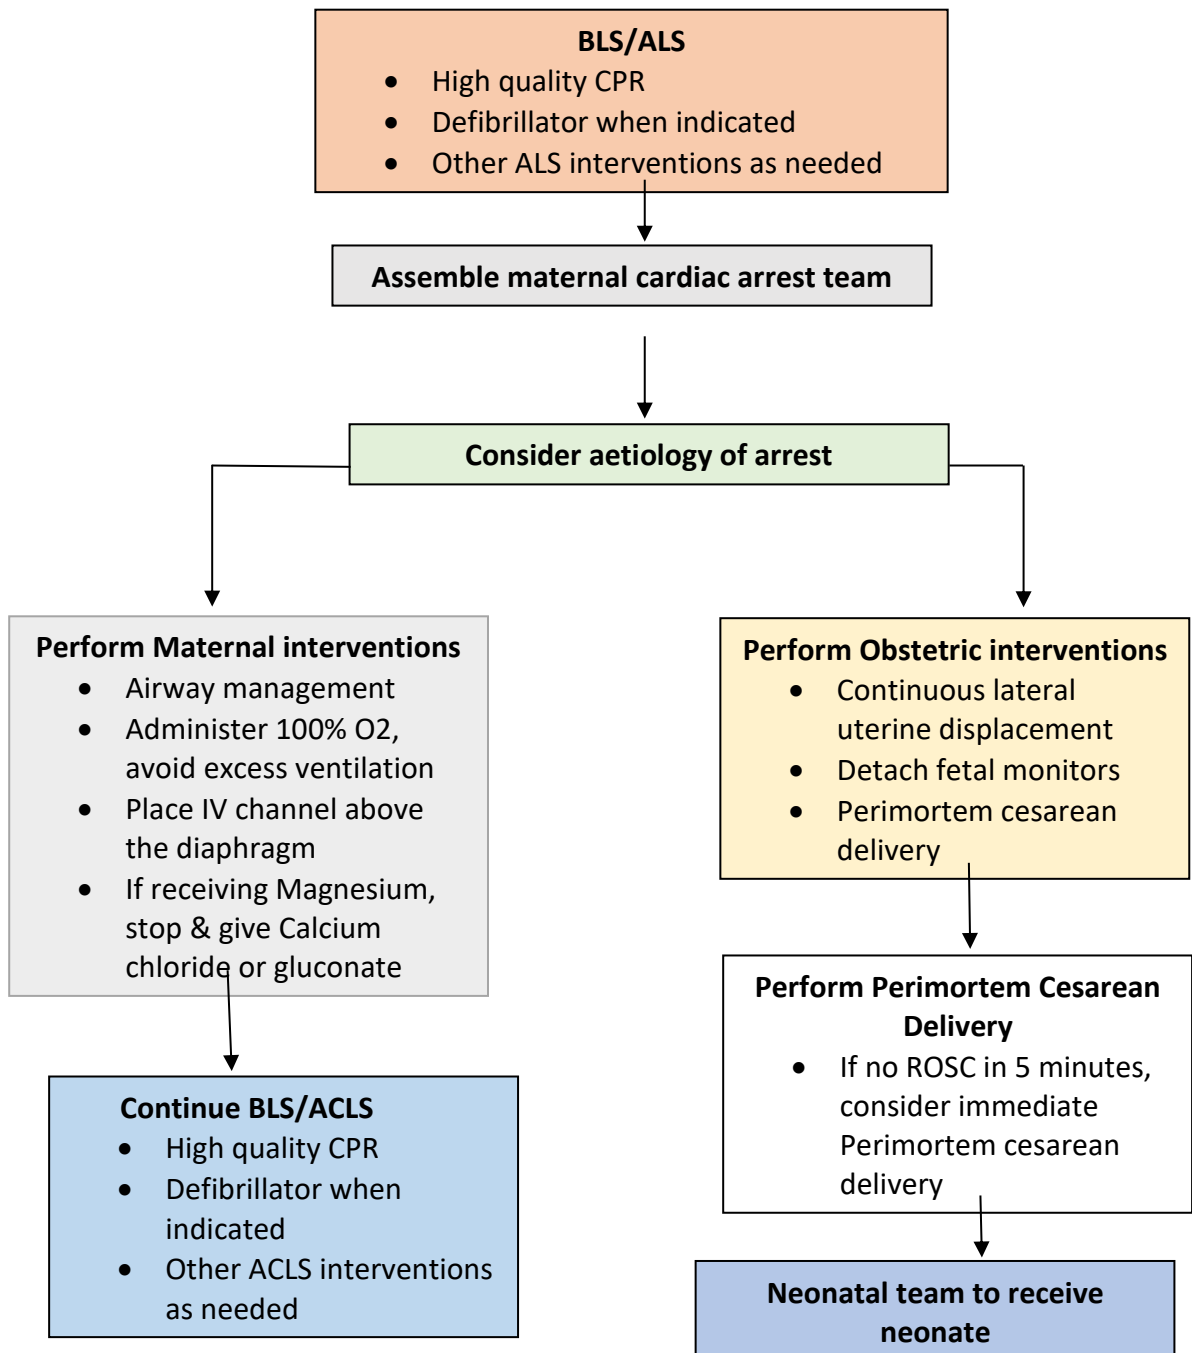 BLS/ALS
• High quality CPR
• Defibrillator when indicated
• Other ALS interventions as needed
Assemble maternal cardiac arrest team
Consider aetiology of arrest
Perform Maternal interventions
• Airway management
• Administer 100% O2,
avoid excess ventilation
• Place IV channel above
the diaphragm
• If receiving Magnesium,
stop & give Calcium
chloride or gluconate
Continue BLS/ACLS
• High quality CPR
• Defibrillator when
indicated
• Other ACLS interventions
as needed
Perform Obstetric interventions
• Continuous lateral
uterine displacement
• Detach fetal monitors
• Perimortem cesarean
delivery
Perform Perimortem Cesarean
Delivery
• If no ROSC in 5 minutes,
consider immediate
Perimortem cesarean
delivery
Neonatal team to receive
neonate